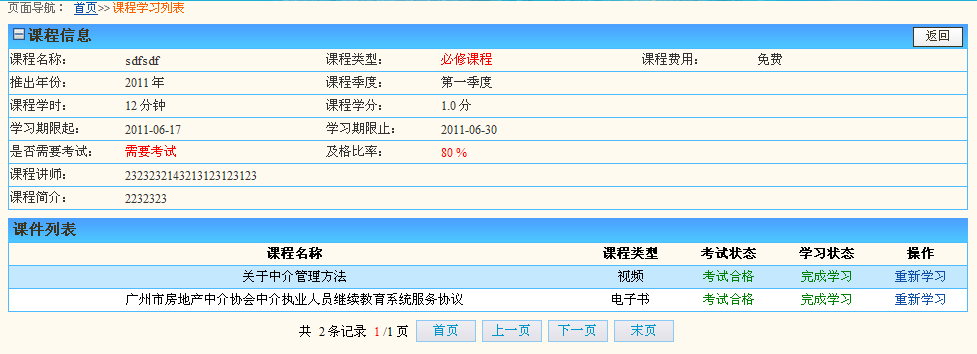 页面导航： 首页>> 课程学习列表
课程信息 返回
课程名称： sdfsdf 课程类型： 必修课程 课程费用： 免费
推出年份： 2011 年 课程季度： 第一季度
课程学时： 12 分钟 课程学分： 1.0 分
学习期限起： 2011-06-17 学习期限止： 2011-06-30
是否需要考试： 需要考试 及格比率： 80 %
课程讲师： 2323232143213123123123
课程简介： 2232323
课件列表
课程名称 课程类型 考试状态 学习状态 操作
关于中介管理方法 视频 考试合格 完成学习 重新学习
广州市房地产中介协会中介执业人员继续教育系统服务协议 电子书 考试合格 完成学习 重新学习
共 2 条记录 1 /1 页 首页 上一页 下一页 末页